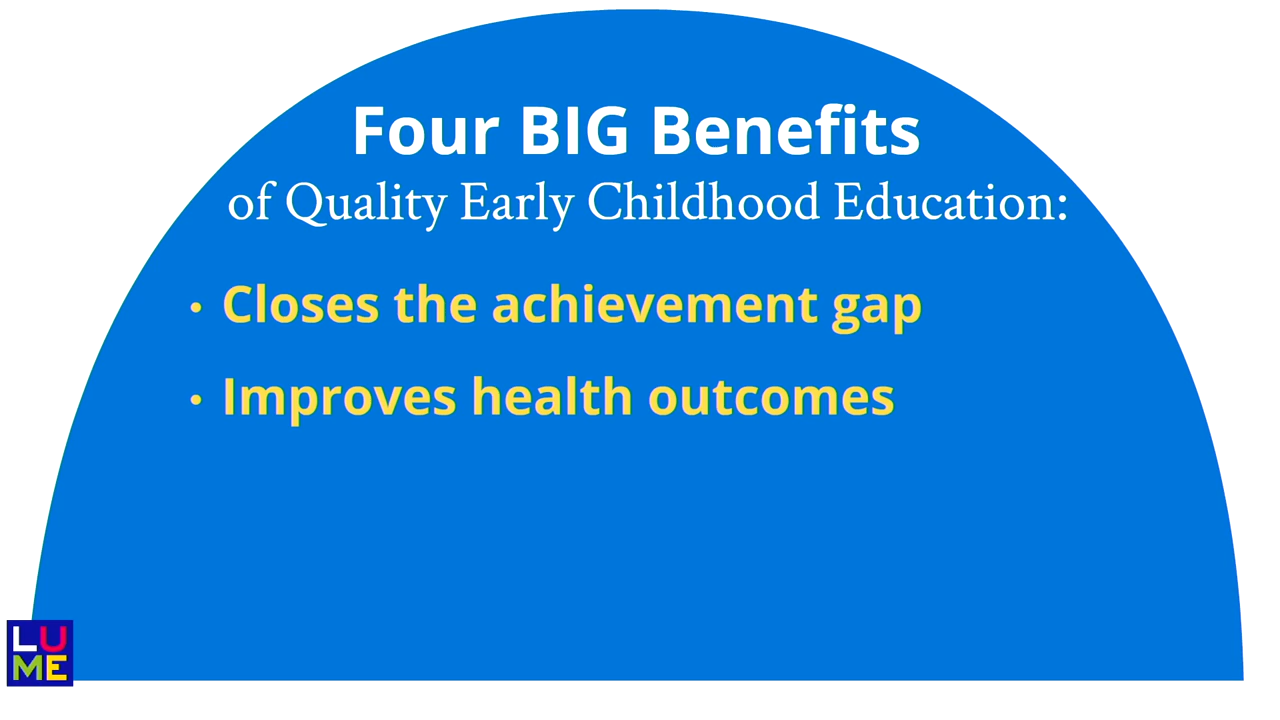 Four BIG Benefits
of Quality Early Childhood Education:
• Closes the achievement gap
• Improves health outcomes
LU
ME